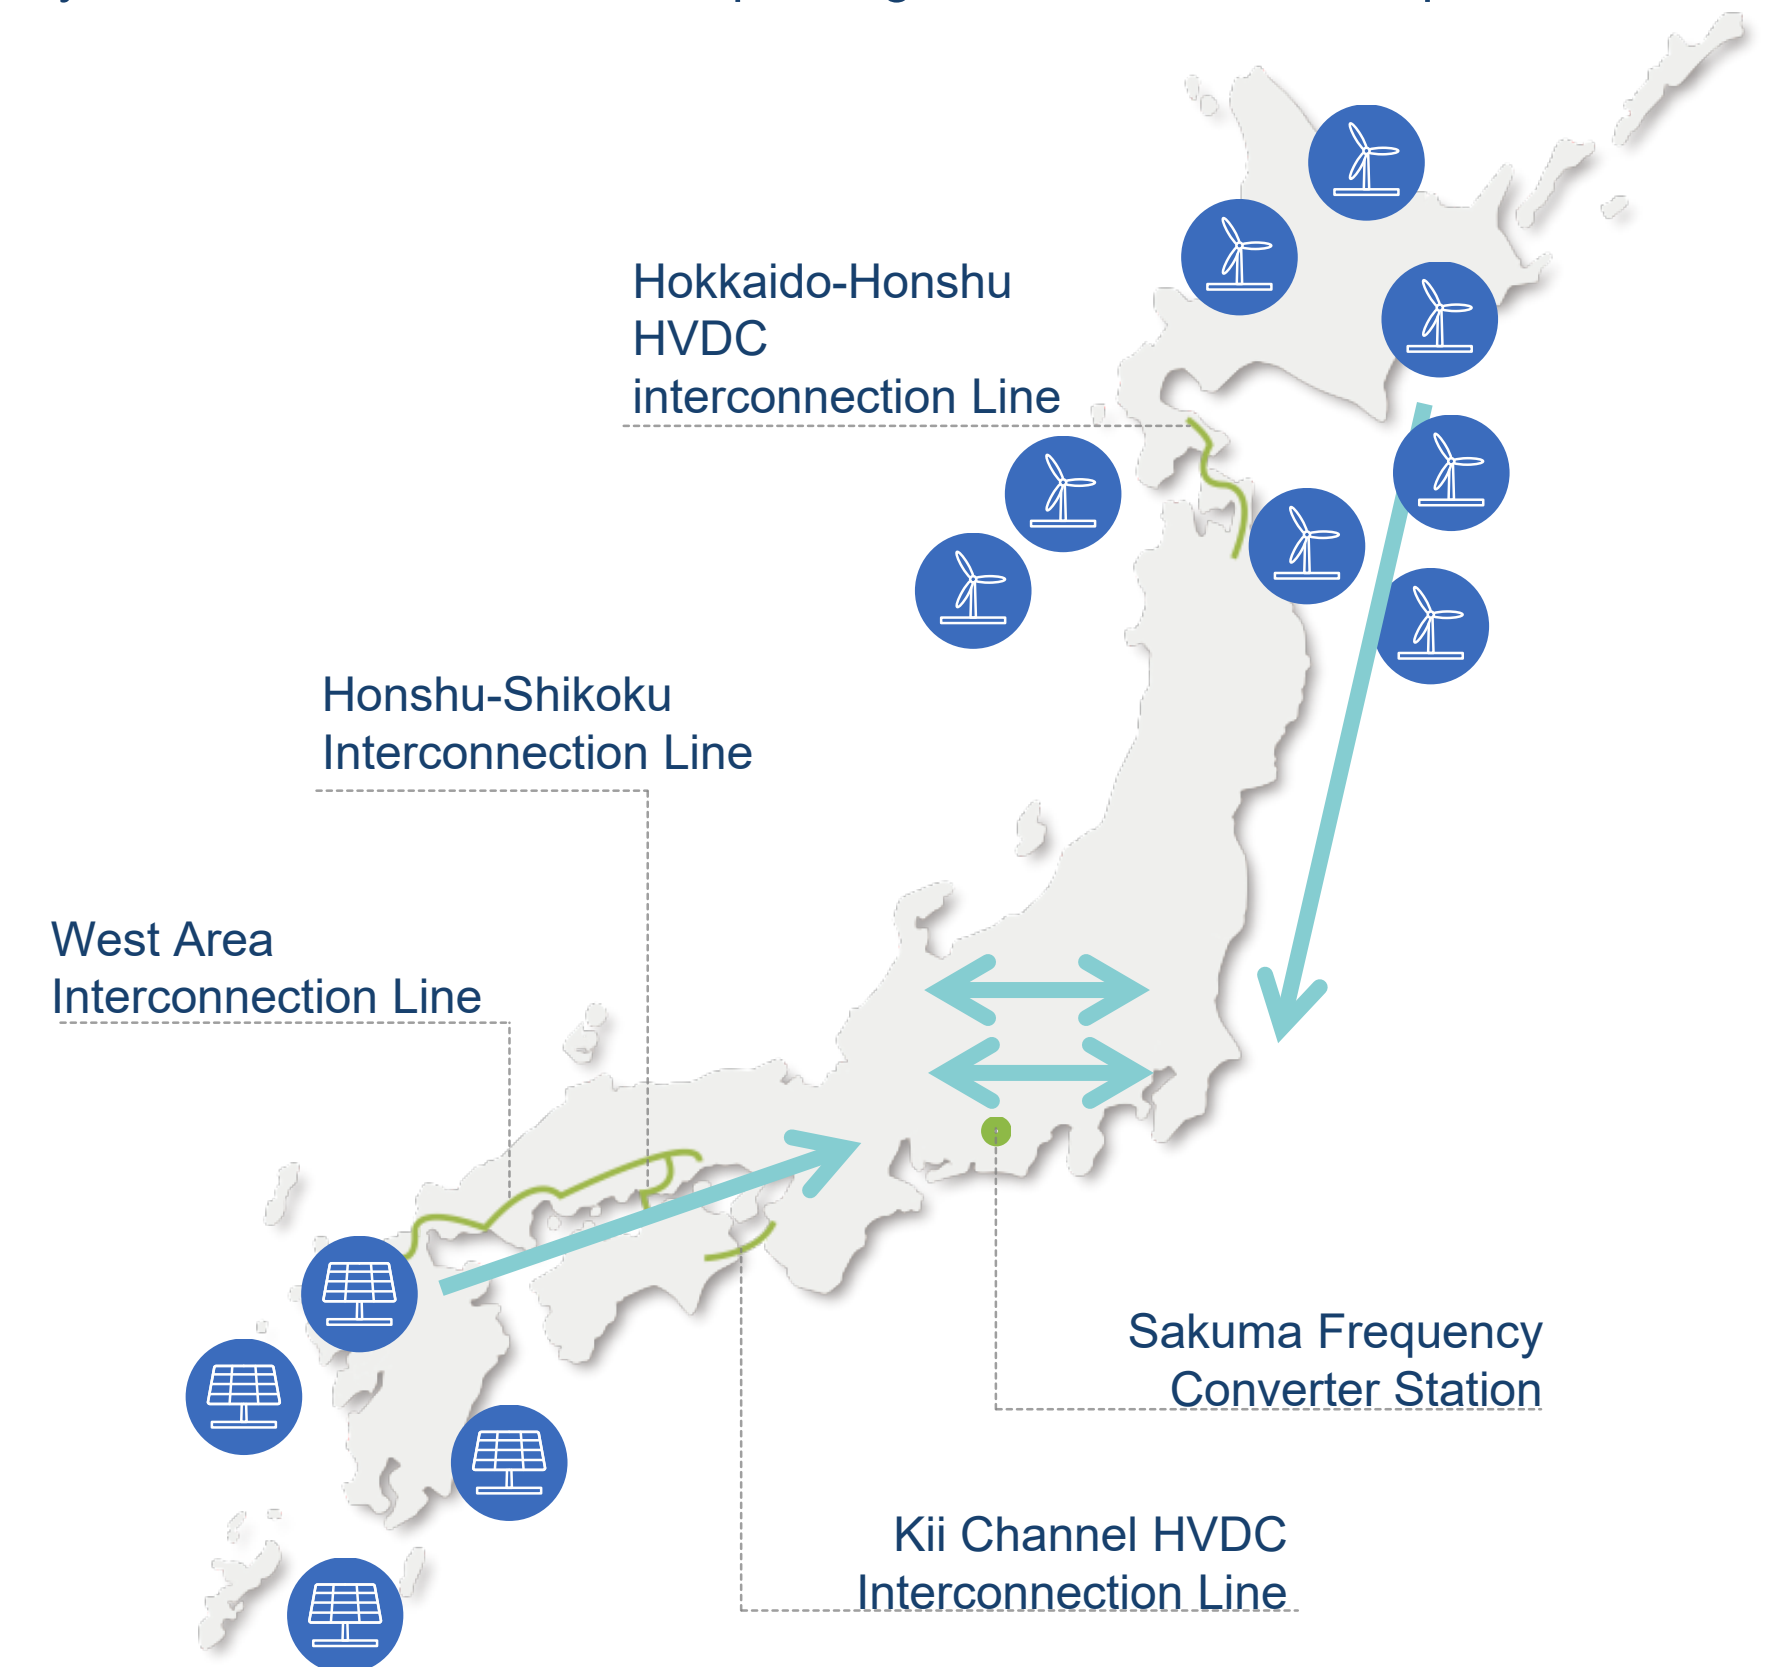 Hokkaido-Honshu
HVDC
interconnection Line
Honshu-Shikoku
Interconnection Line
West Area
Interconnection Line
Sakuma Frequency
Converter Station
Kii Channel HVDC
Interconnection Line